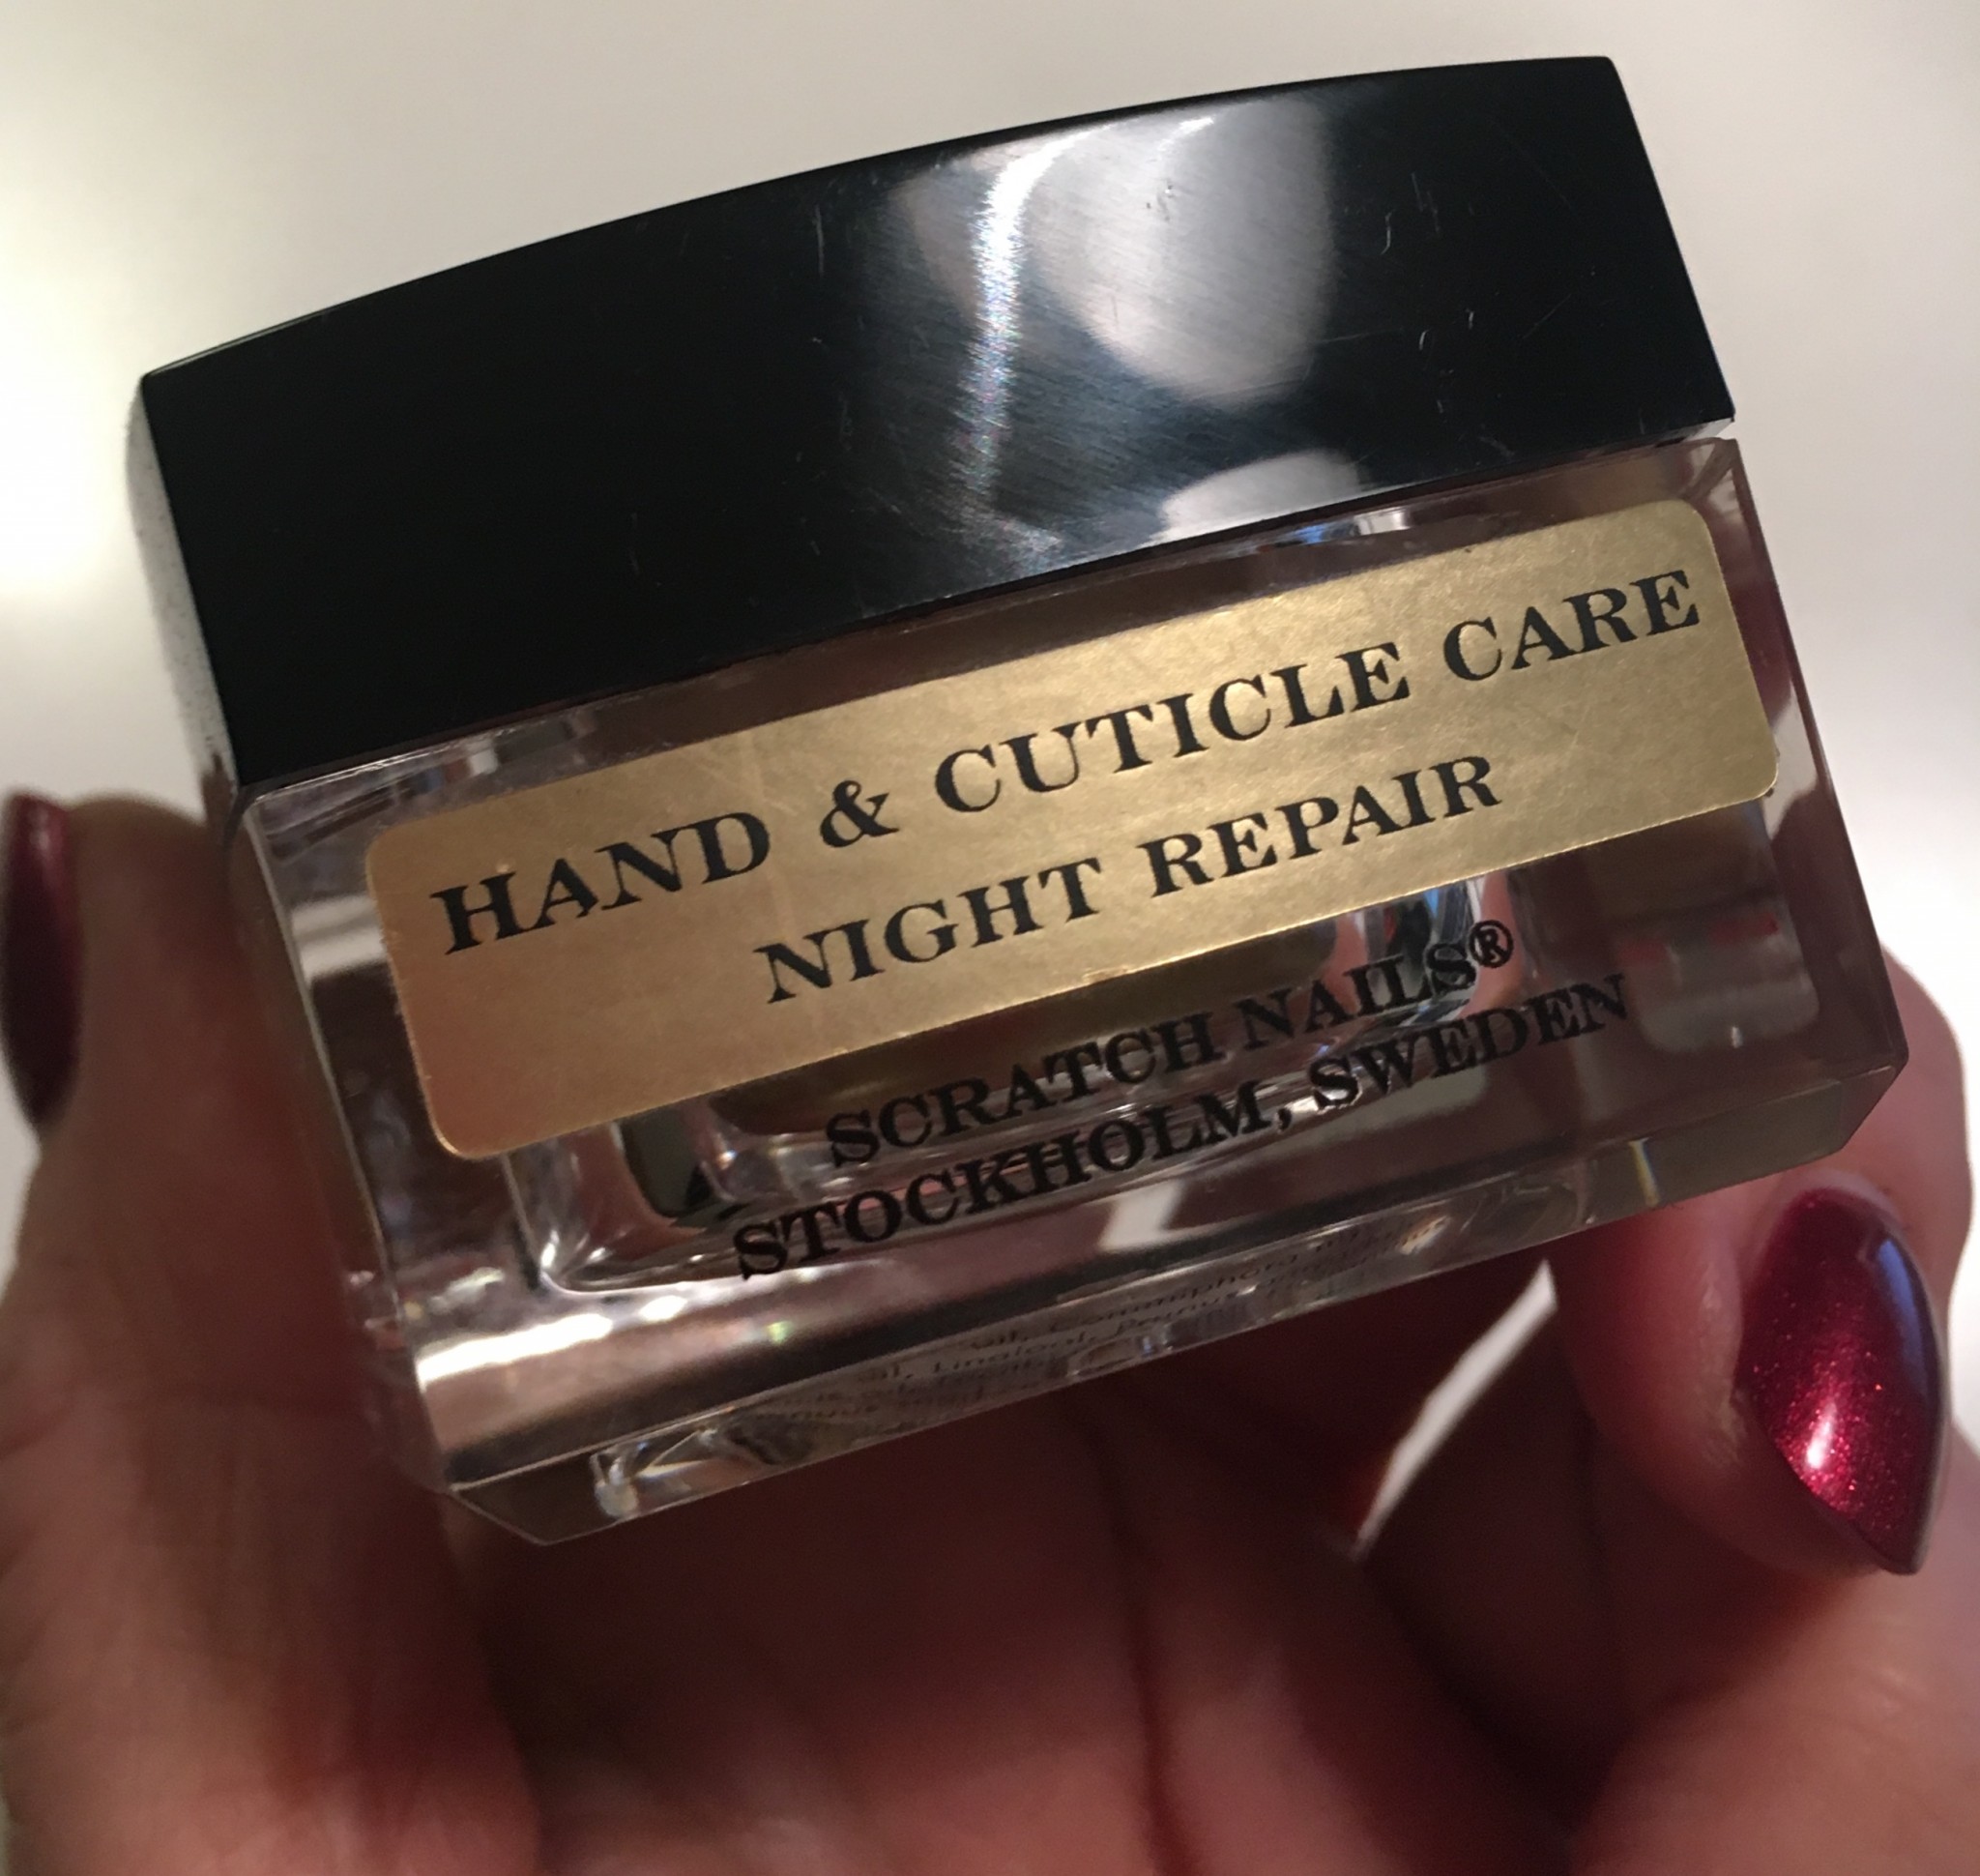 HAND & CUTICLE CARE
NIGHT REPAIR
SCRATCH NAILS®
STOCKHOLM, SWEDEN